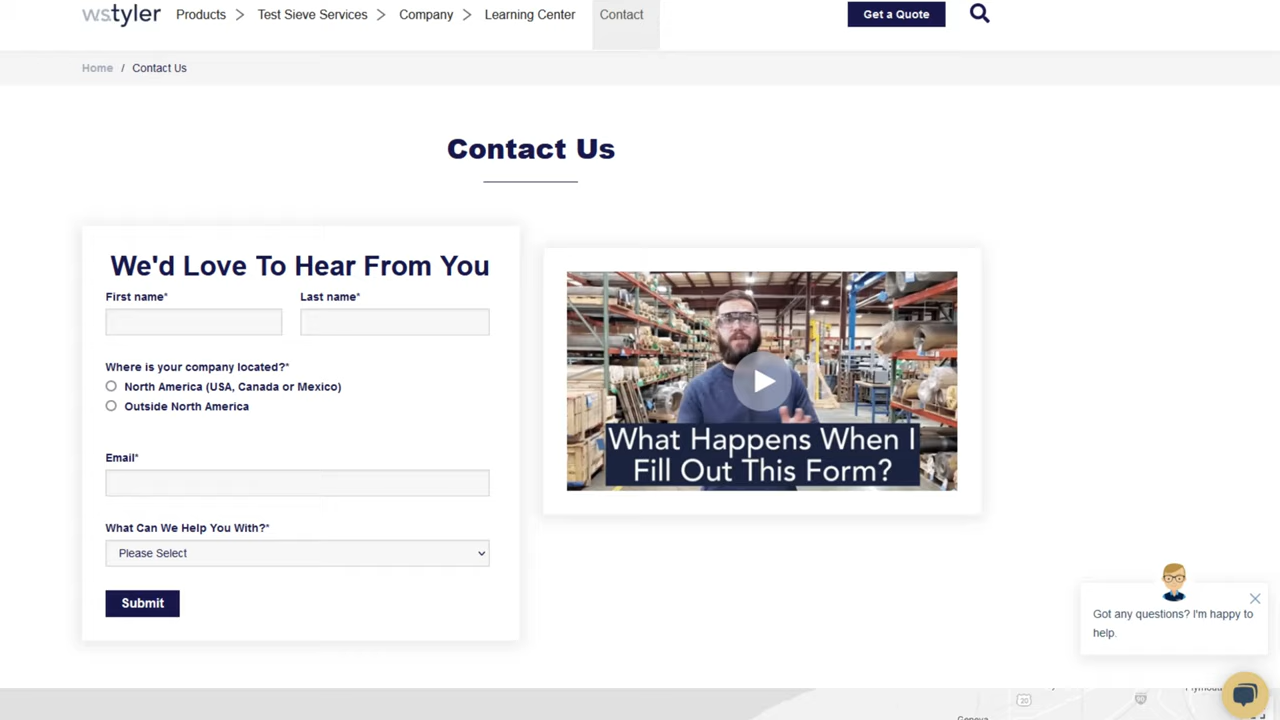 wstyler Products Test Sieve Services Company Learning Center Contact Get a Quote
Home / Contact Us
Contact Us
We'd Love To Hear From You
First name* Last name*
Where is your company located?*
North America (USA, Canada or Mexico)
Outside North America
Email*
What Can We Help You With?*
Please Select
Submit
What Happens When I
Fill Out This Form?
Got any questions? I'm happy to
help.
20
90